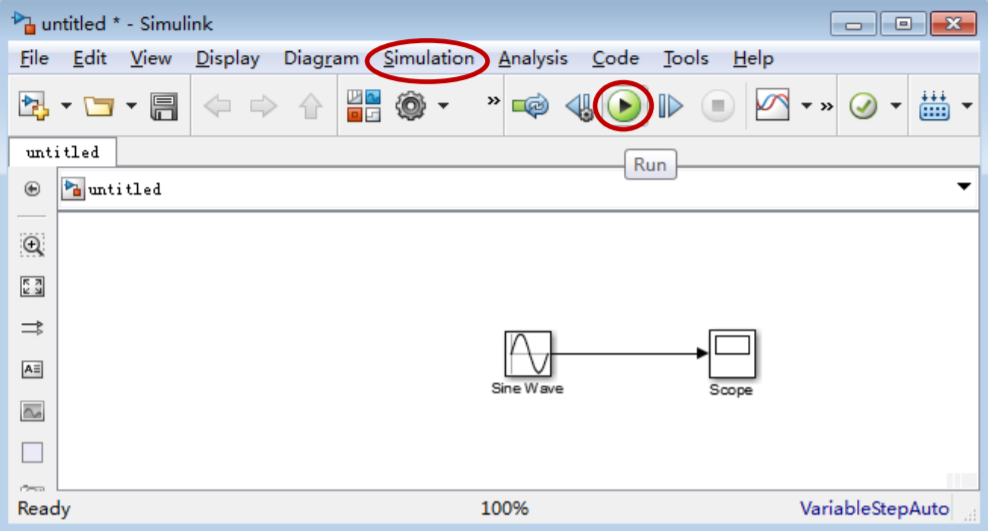 untitled * - Simulink
File Edit View Display Diagram Simulation Analysis Code Tools Help
untitled
Run
untitled
Sine Wave
Scope
Ready 100% VariableStepAuto